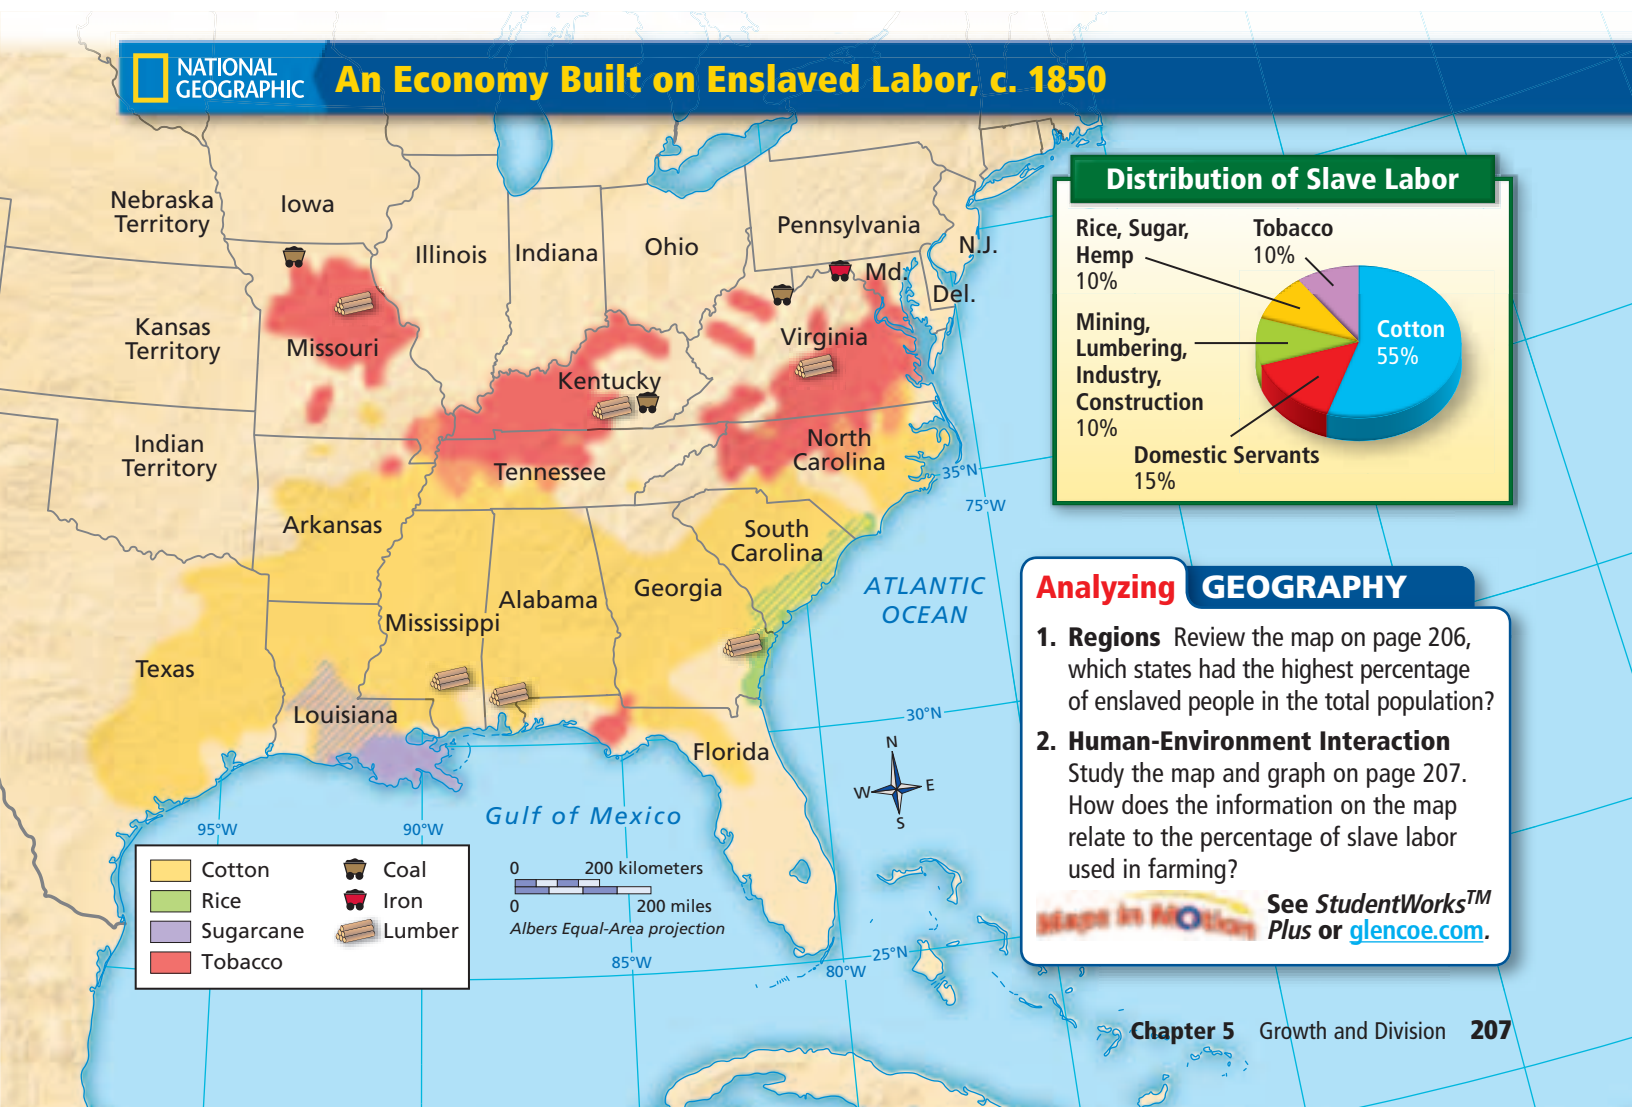 NATIONAL
GEOGRAPHIC
An Economy Built on Enslaved Labor, c. 1850
Nebraska
Territory
Iowa
Illinois
Indiana
Ohio
Pennsylvania
N.J.
Md.
Del.
Kansas
Territory
Missouri
Virginia
Kentucky
Indian
Territory
North
Carolina
Tennessee
35°N
75°W
Arkansas
South
Carolina
Georgia
Alabama
Mississippi
ATLANTIC
OCEAN
Texas
Louisiana
30°N
Florida
N
W
E
S
Gulf of Mexico
95°W
90°W
85°W
80°W
25°N
Cotton
Rice
Sugarcane
Tobacco
Coal
Iron
Lumber
0
200 kilometers
0
200 miles
Albers Equal-Area projection
Distribution of Slave Labor
Rice, Sugar,
Hemp
10%
Tobacco
10%
Mining,
Lumbering,
Industry,
Construction
10%
Cotton
55%
Domestic Servants
15%
Analyzing GEOGRAPHY
1. Regions Review the map on page 206,
which states had the highest percentage
of enslaved people in the total population?
2. Human-Environment Interaction
Study the map and graph on page 207.
How does the information on the map
relate to the percentage of slave labor
used in farming?
Maps in Motion
See StudentWorksTM
Plus or glencoe.com.
Chapter 5 Growth and Division 207